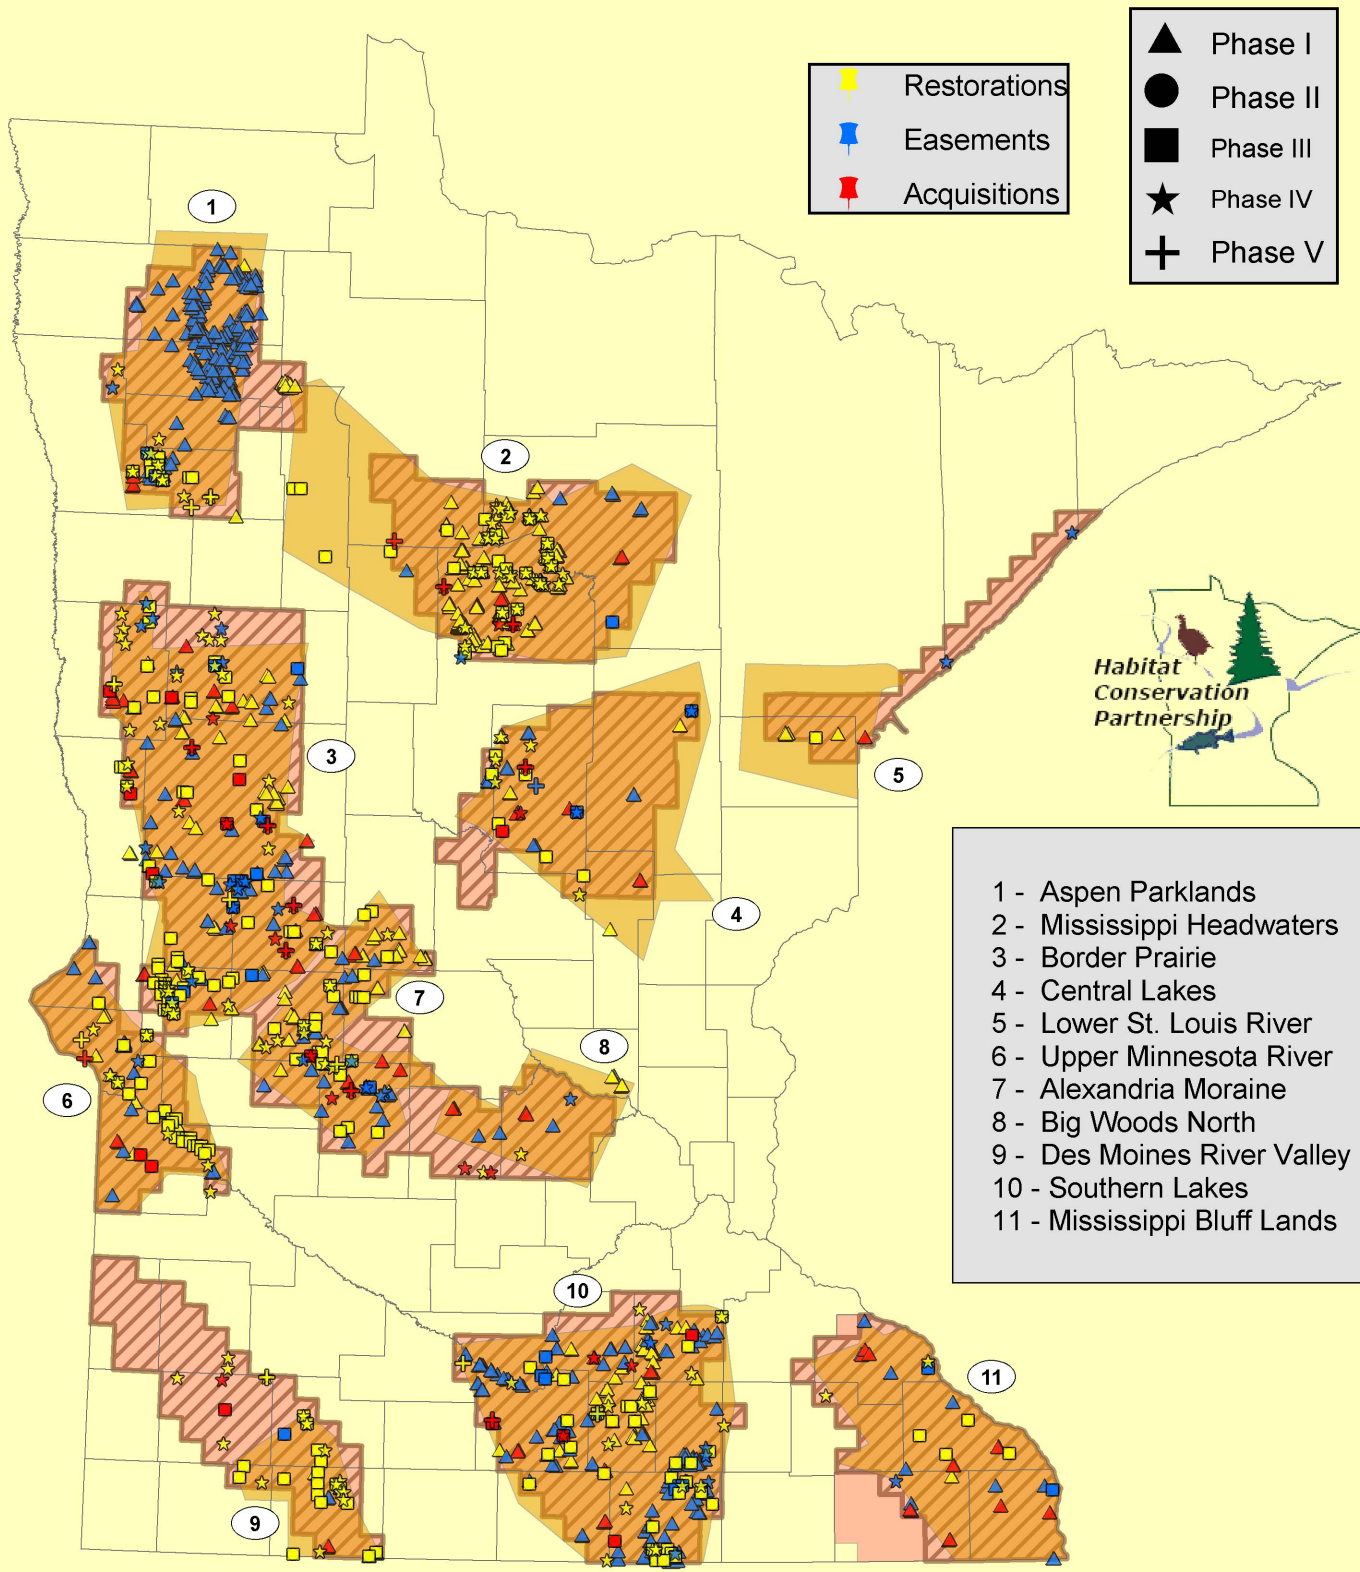 Restorations
Easements
Acquisitions
Phase I
Phase II
Phase III
Phase IV
Phase V
1
2
3
4
5
6
7
8
9
10
11
Habitat
Conservation
Partnership
1 - Aspen Parklands
2 - Mississippi Headwaters
3 - Border Prairie
4 - Central Lakes
5 - Lower St. Louis River
6 - Upper Minnesota River
7 - Alexandria Moraine
8 - Big Woods North
9 - Des Moines River Valley
10 - Southern Lakes
11 - Mississippi Bluff Lands